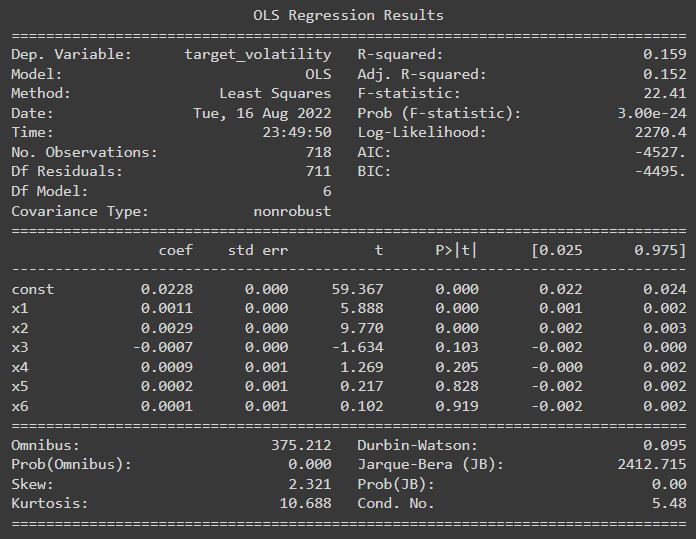 OLS Regression Results
==============================================================================
Dep. Variable: target_volatility R-squared: 0.159
Model: OLS Adj. R-squared: 0.152
Method: Least Squares F-statistic: 22.41
Date: Tue, 16 Aug 2022 Prob (F-statistic): 3.00e-24
Time: 23:49:50 Log-Likelihood: 2270.4
No. Observations: 718 AIC: -4527.
Df Residuals: 711 BIC: -4495.
Df Model: 6
Covariance Type: nonrobust
==============================================================================
coef std err t P>|t| [0.025 0.975]
------------------------------------------------------------------------------
const 0.0228 0.000 59.367 0.000 0.022 0.024
x1 0.0011 0.000 5.888 0.000 0.001 0.002
x2 0.0029 0.000 9.770 0.000 0.002 0.003
x3 -0.0007 0.000 -1.634 0.103 -0.002 0.000
x4 0.0009 0.001 1.269 0.205 -0.000 0.002
x5 0.0002 0.001 0.217 0.828 -0.002 0.002
x6 0.0001 0.001 0.102 0.919 -0.002 0.002
==============================================================================
Omnibus: 375.212 Durbin-Watson: 0.095
Prob(Omnibus): 0.000 Jarque-Bera (JB): 2412.715
Skew: 2.321 Prob(JB): 0.00
Kurtosis: 10.688 Cond. No. 5.48
==============================================================================